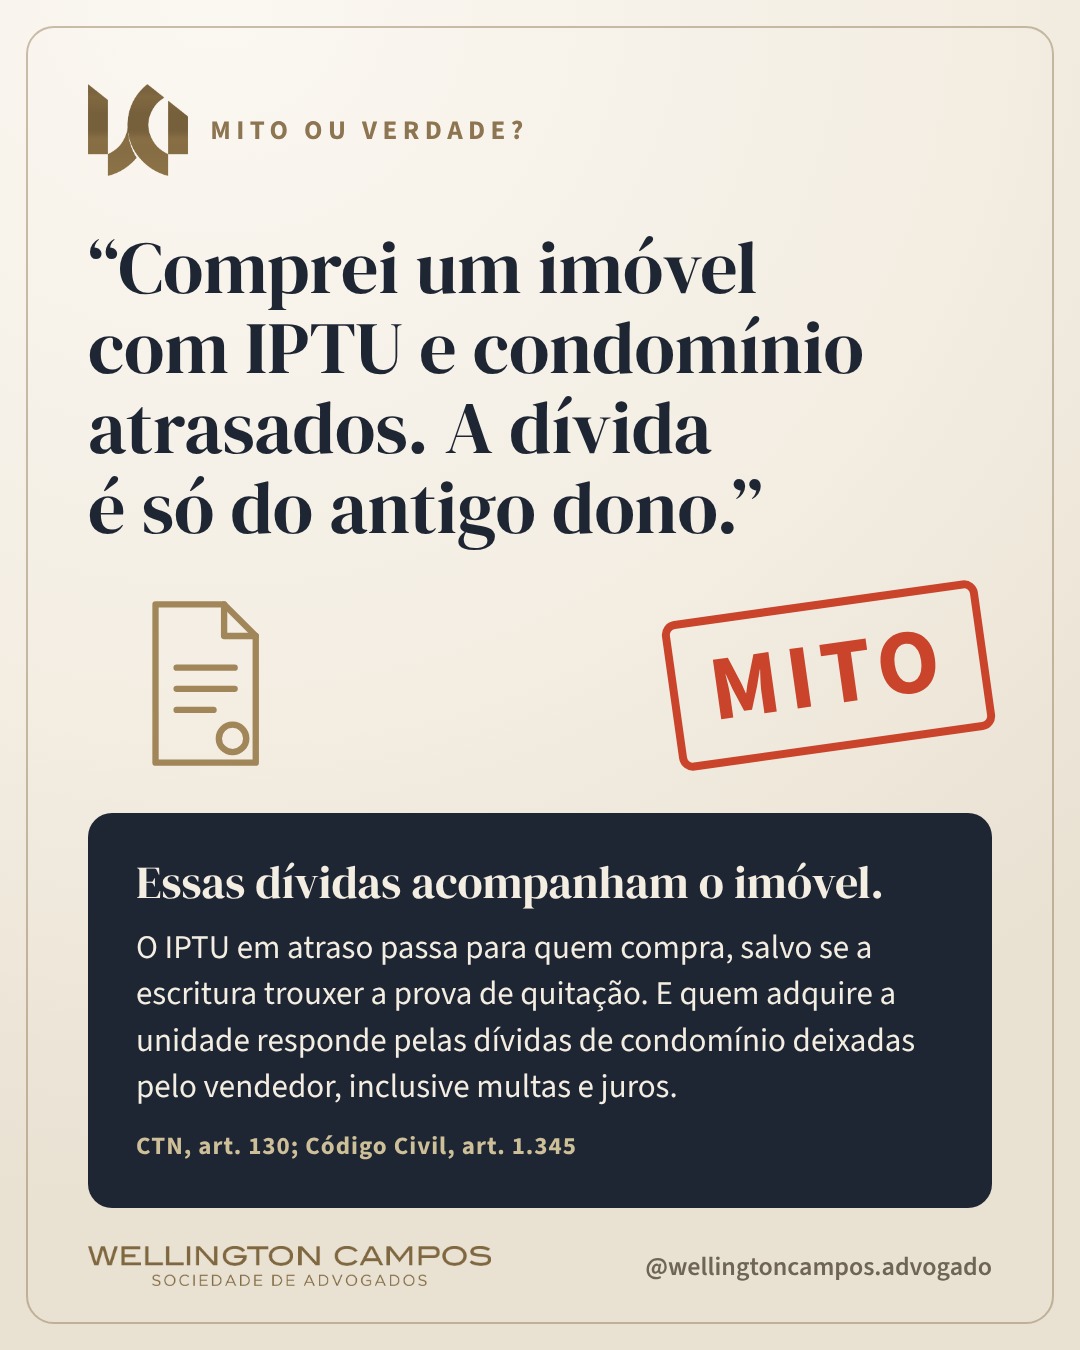 MITO OU VERDADE?
“Comprei um imóvel
com IPTU e condomínio
atrasados. A dívida
é só do antigo dono.”
MITO
Essas dívidas acompanham o imóvel.
O IPTU em atraso passa para quem compra, salvo se a
escritura trouxer a prova de quitação. E quem adquire a
unidade responde pelas dívidas de condomínio deixadas
pelo vendedor, inclusive multas e juros.
CTN, art. 130; Código Civil, art. 1.345
WELLINGTON CAMPOS
SOCIEDADE DE ADVOGADOS
@wellingtoncampos.advogado